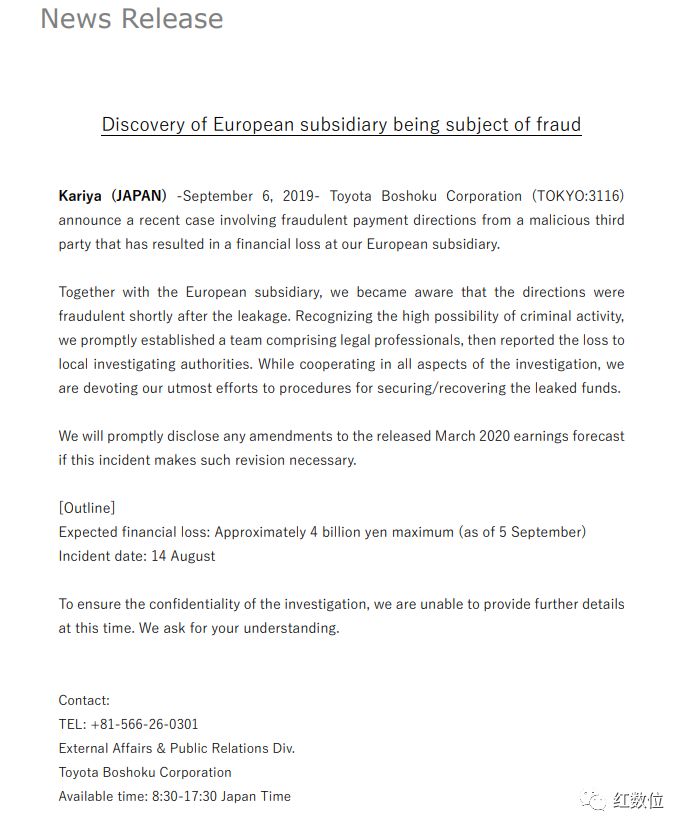 News Release
Discovery of European subsidiary being subject of fraud
Kariya (JAPAN) -September 6, 2019- Toyota Boshoku Corporation (TOKYO:3116)
announce a recent case involving fraudulent payment directions from a malicious third
party that has resulted in a financial loss at our European subsidiary.
Together with the European subsidiary, we became aware that the directions were
fraudulent shortly after the leakage. Recognizing the high possibility of criminal activity,
we promptly established a team comprising legal professionals, then reported the loss to
local investigating authorities. While cooperating in all aspects of the investigation, we
are devoting our utmost efforts to procedures for securing/recovering the leaked funds.
We will promptly disclose any amendments to the released March 2020 earnings forecast
if this incident makes such revision necessary.
[Outline]
Expected financial loss: Approximately 4 billion yen maximum (as of 5 September)
Incident date: 14 August
To ensure the confidentiality of the investigation, we are unable to provide further details
at this time. We ask for your understanding.
Contact:
TEL: +81-566-26-0301
External Affairs & Public Relations Div.
Toyota Boshoku Corporation
Available time: 8:30-17:30 Japan Time
红数位